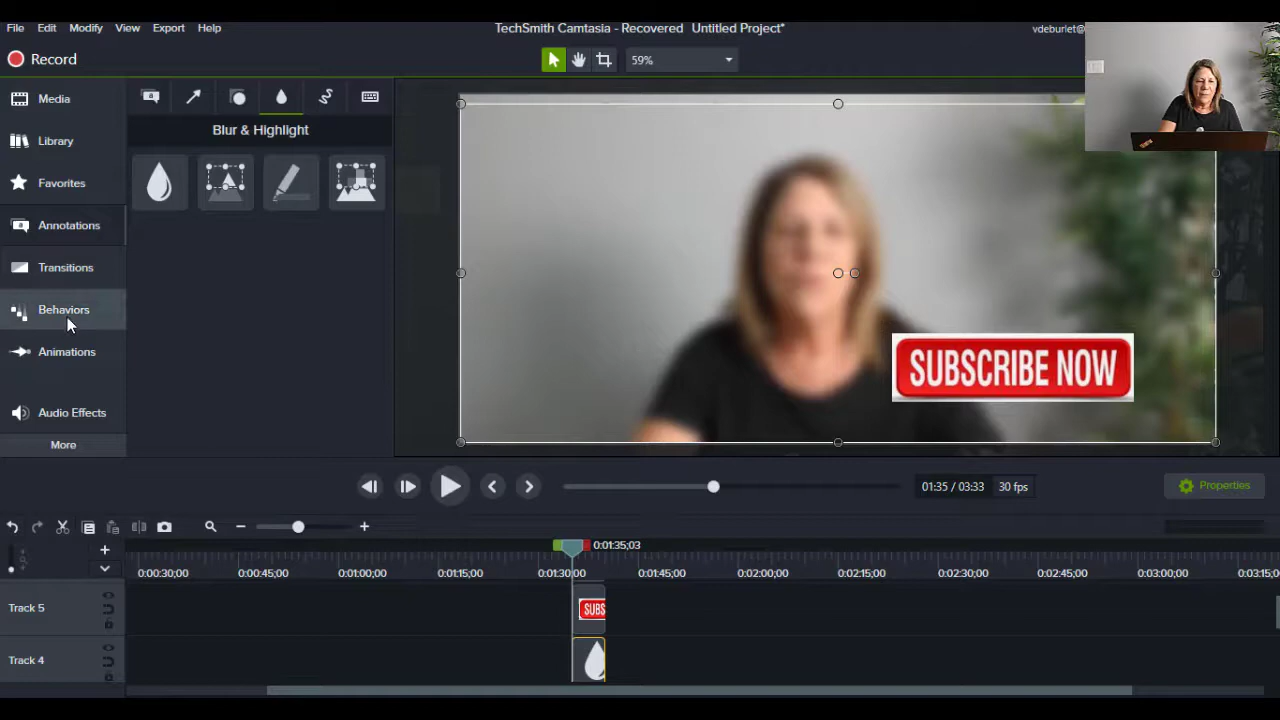 File Edit Modify View Export Help TechSmith Camtasia - Recovered Untitled Project* vdeburlet@
Record 59%
Media
Blur & Highlight
Library
Favorites
Annotations
Transitions
Behaviors
Animations
SUBSCRIBE NOW
Audio Effects
More
01:35 / 03:33 30 fps Properties
0:01:35;03
0:00:30;00 0:00:45;00 0:01:00;00 0:01:15;00 0:01:30;00 0:01:45;00 0:02:00;00 0:02:15;00 0:02:30;00 0:02:45;00 0:03:00;00 0:03:15;0
Track 5 SUBS
Track 4